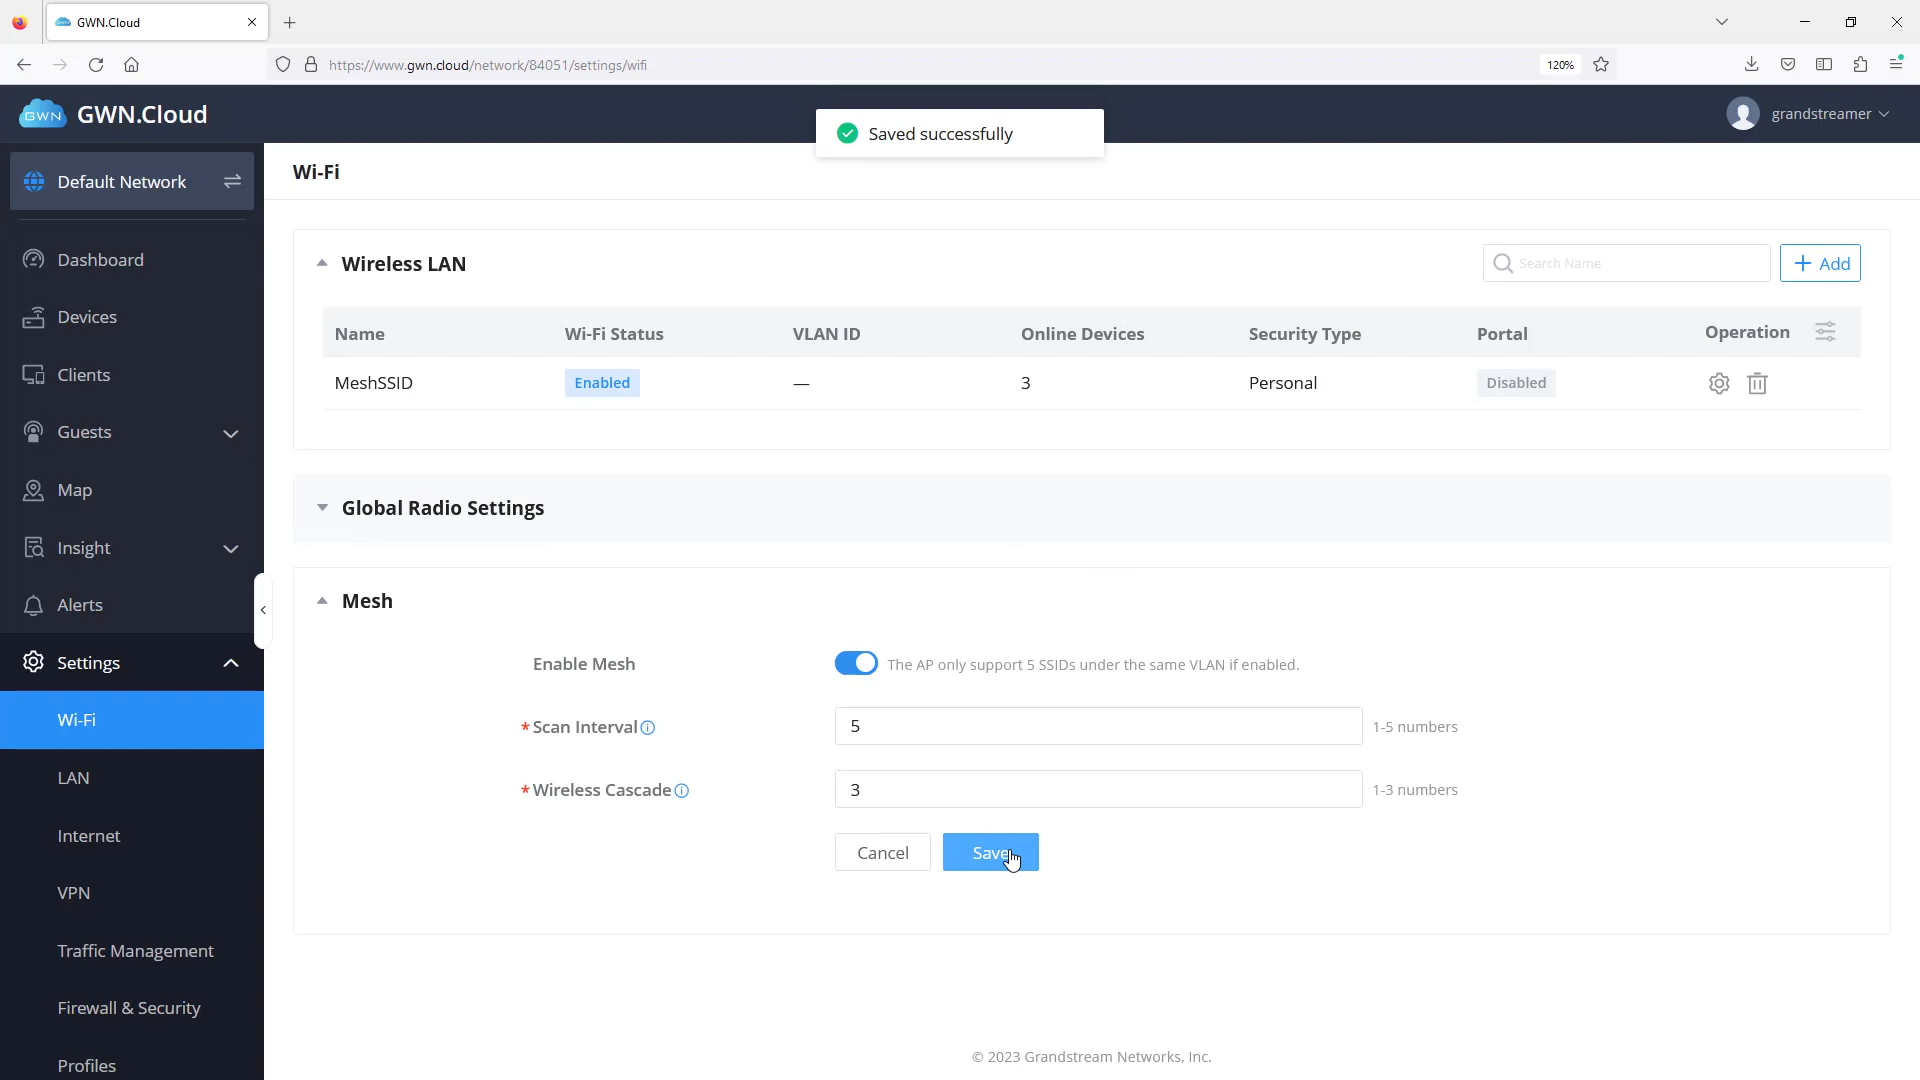 GWN.Cloud
https://www.gwn.cloud/network/84051/settings/wifi
120%
GWN
GWN.Cloud
Saved successfully
grandstreamer
Default Network
Wi-Fi
Dashboard
Devices
Clients
Guests
Map
Insight
Alerts
Settings
Wi-Fi
LAN
Internet
VPN
Traffic Management
Firewall & Security
Profiles
Wireless LAN
Search Name
+ Add
Name Wi-Fi Status VLAN ID Online Devices Security Type Portal Operation
MeshSSID Enabled — 3 Personal Disabled
Global Radio Settings
Mesh
Enable Mesh The AP only support 5 SSIDs under the same VLAN if enabled.
*Scan Interval 5 1-5 numbers
*Wireless Cascade 3 1-3 numbers
Cancel Save
© 2023 Grandstream Networks, Inc.